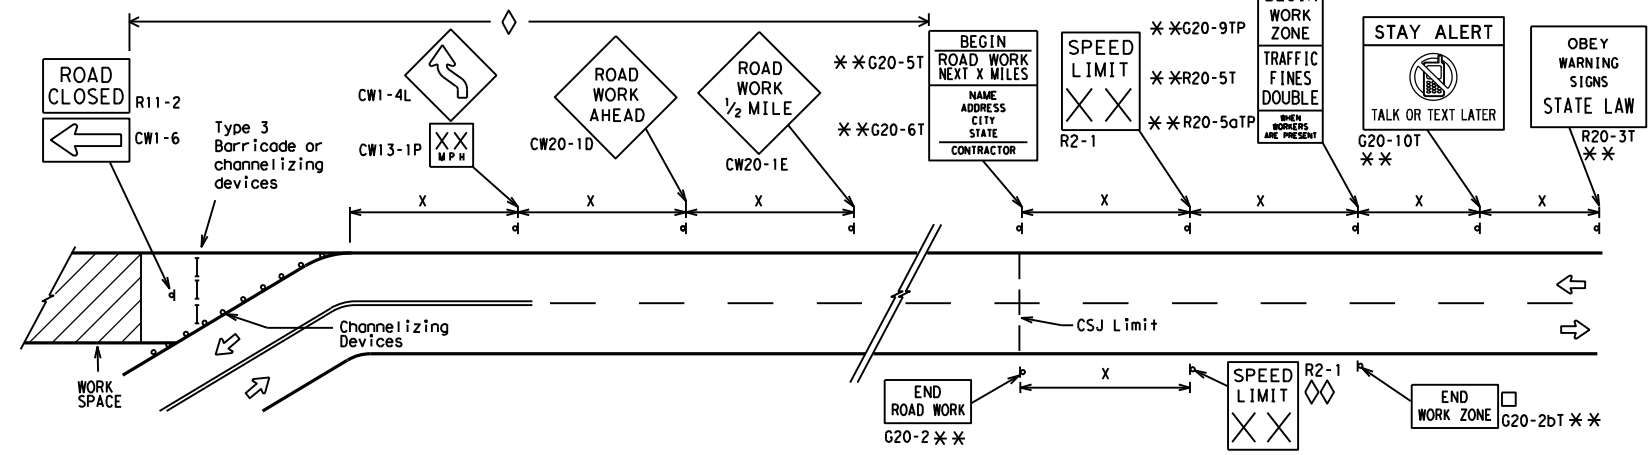 ROAD
CLOSED
R11-2
CW1-6
Type 3
Barricade or
channelizing
devices
CW1-4L
XX
MPH
CW13-1P
ROAD
WORK
AHEAD
CW20-1D
ROAD
WORK
½ MILE
CW20-1E
**G20-5T
BEGIN
ROAD WORK
NEXT X MILES
**G20-6T
NAME
ADDRESS
CITY
STATE
CONTRACTOR
SPEED
LIMIT
XX
R2-1
**G20-9TP
**R20-5T
**R20-5aTP
WORK
ZONE
TRAFFIC
FINES
DOUBLE
WHEN
WORKERS
ARE PRESENT
STAY ALERT
TALK OR TEXT LATER
G20-10T
**
OBEY
WARNING
SIGNS
STATE LAW
R20-3T
**
X
X
X
X
X
X
X
Channelizing
Devices
CSJ Limit
WORK
SPACE
END
ROAD WORK
G20-2 **
X
SPEED
LIMIT
XX
R2-1
◊◊
END
WORK ZONE
G20-2bT **